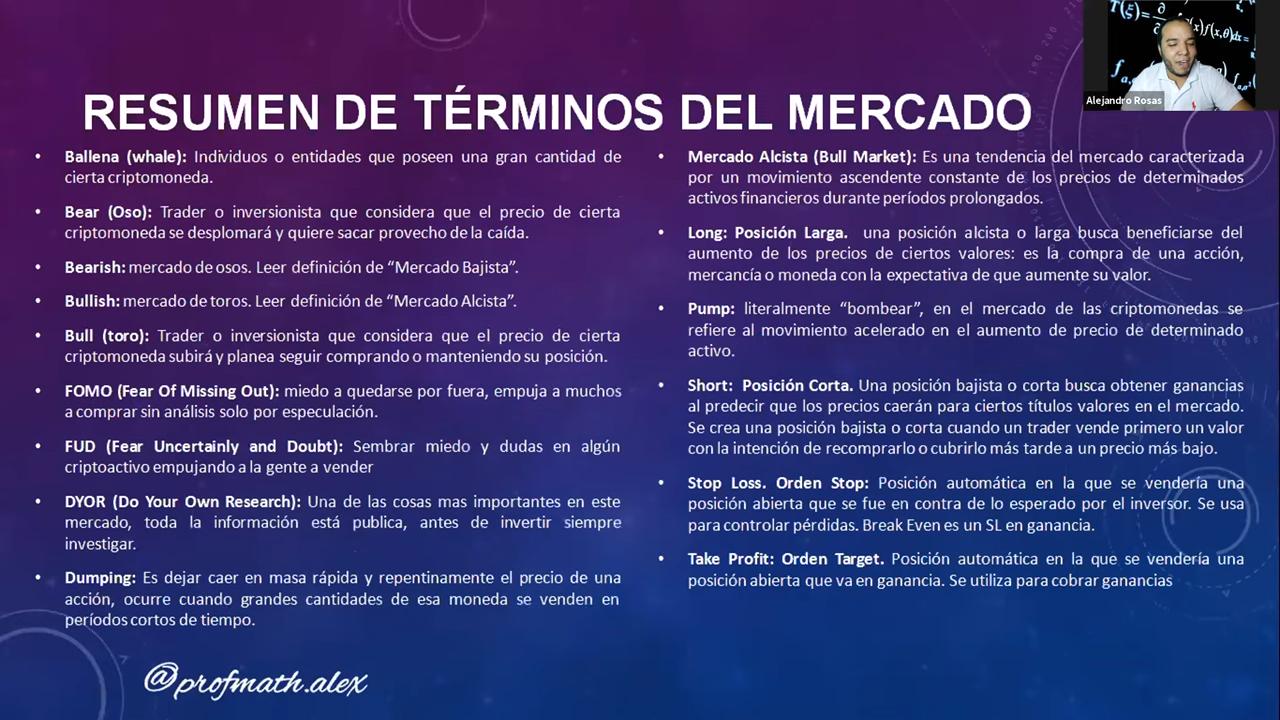 RESUMEN DE TÉRMINOS DEL MERCADO
• Ballena (whale): Individuos o entidades que poseen una gran cantidad de
cierta criptomoneda.
• Bear (Oso): Trader o inversionista que considera que el precio de cierta
criptomoneda se desplomará y quiere sacar provecho de la caída.
• Bearish: mercado de osos. Leer definición de “Mercado Bajista”.
• Bullish: mercado de toros. Leer definición de “Mercado Alcista”.
• Bull (toro): Trader o inversionista que considera que el precio de cierta
criptomoneda subirá y planea seguir comprando o manteniendo su posición.
• FOMO (Fear Of Missing Out): miedo a quedarse por fuera, empuja a muchos
a comprar sin análisis solo por especulación.
• FUD (Fear Uncertainly and Doubt): Sembrar miedo y dudas en algún
criptoactivo empujando a la gente a vender
• DYOR (Do Your Own Research): Una de las cosas mas importantes en este
mercado, toda la información está publica, antes de invertir siempre
investigar.
• Dumping: Es dejar caer en masa rápida y repentinamente el precio de una
acción, ocurre cuando grandes cantidades de esa moneda se venden en
períodos cortos de tiempo.
• Mercado Alcista (Bull Market): Es una tendencia del mercado caracterizada
por un movimiento ascendente constante de los precios de determinados
activos financieros durante períodos prolongados.
• Long: Posición Larga. una posición alcista o larga busca beneficiarse del
aumento de los precios de ciertos valores: es la compra de una acción,
mercancía o moneda con la expectativa de que aumente su valor.
• Pump: literalmente “bombear”, en el mercado de las criptomonedas se
refiere al movimiento acelerado en el aumento de precio de determinado
activo.
• Short: Posición Corta. Una posición bajista o corta busca obtener ganancias
al predecir que los precios caerán para ciertos títulos valores en el mercado.
Se crea una posición bajista o corta cuando un trader vende primero un valor
con la intención de recomprarlo o cubrirlo más tarde a un precio más bajo.
• Stop Loss. Orden Stop: Posición automática en la que se vendería una
posición abierta que se fue en contra de lo esperado por el inversor. Se usa
para controlar pérdidas. Break Even es un SL en ganancia.
• Take Profit: Orden Target. Posición automática en la que se vendería una
posición abierta que va en ganancia. Se utiliza para cobrar ganancias
@profmath.alex
Alejandro Rosas